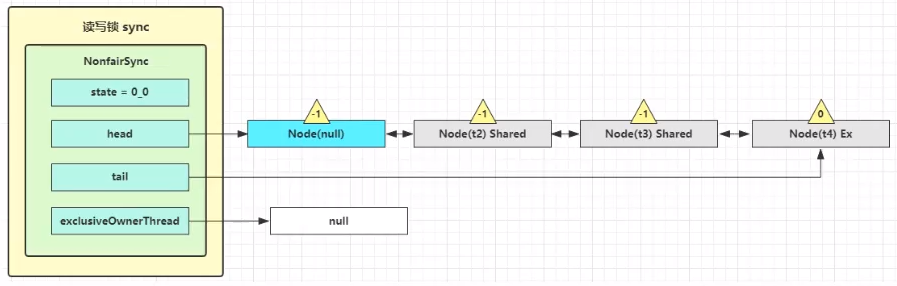 读写锁 sync
NonfairSync
state = 0_0
head
tail
exclusiveOwnerThread
-1
-1
-1
0
Node(null)
Node(t2) Shared
Node(t3) Shared
Node(t4) Ex
null